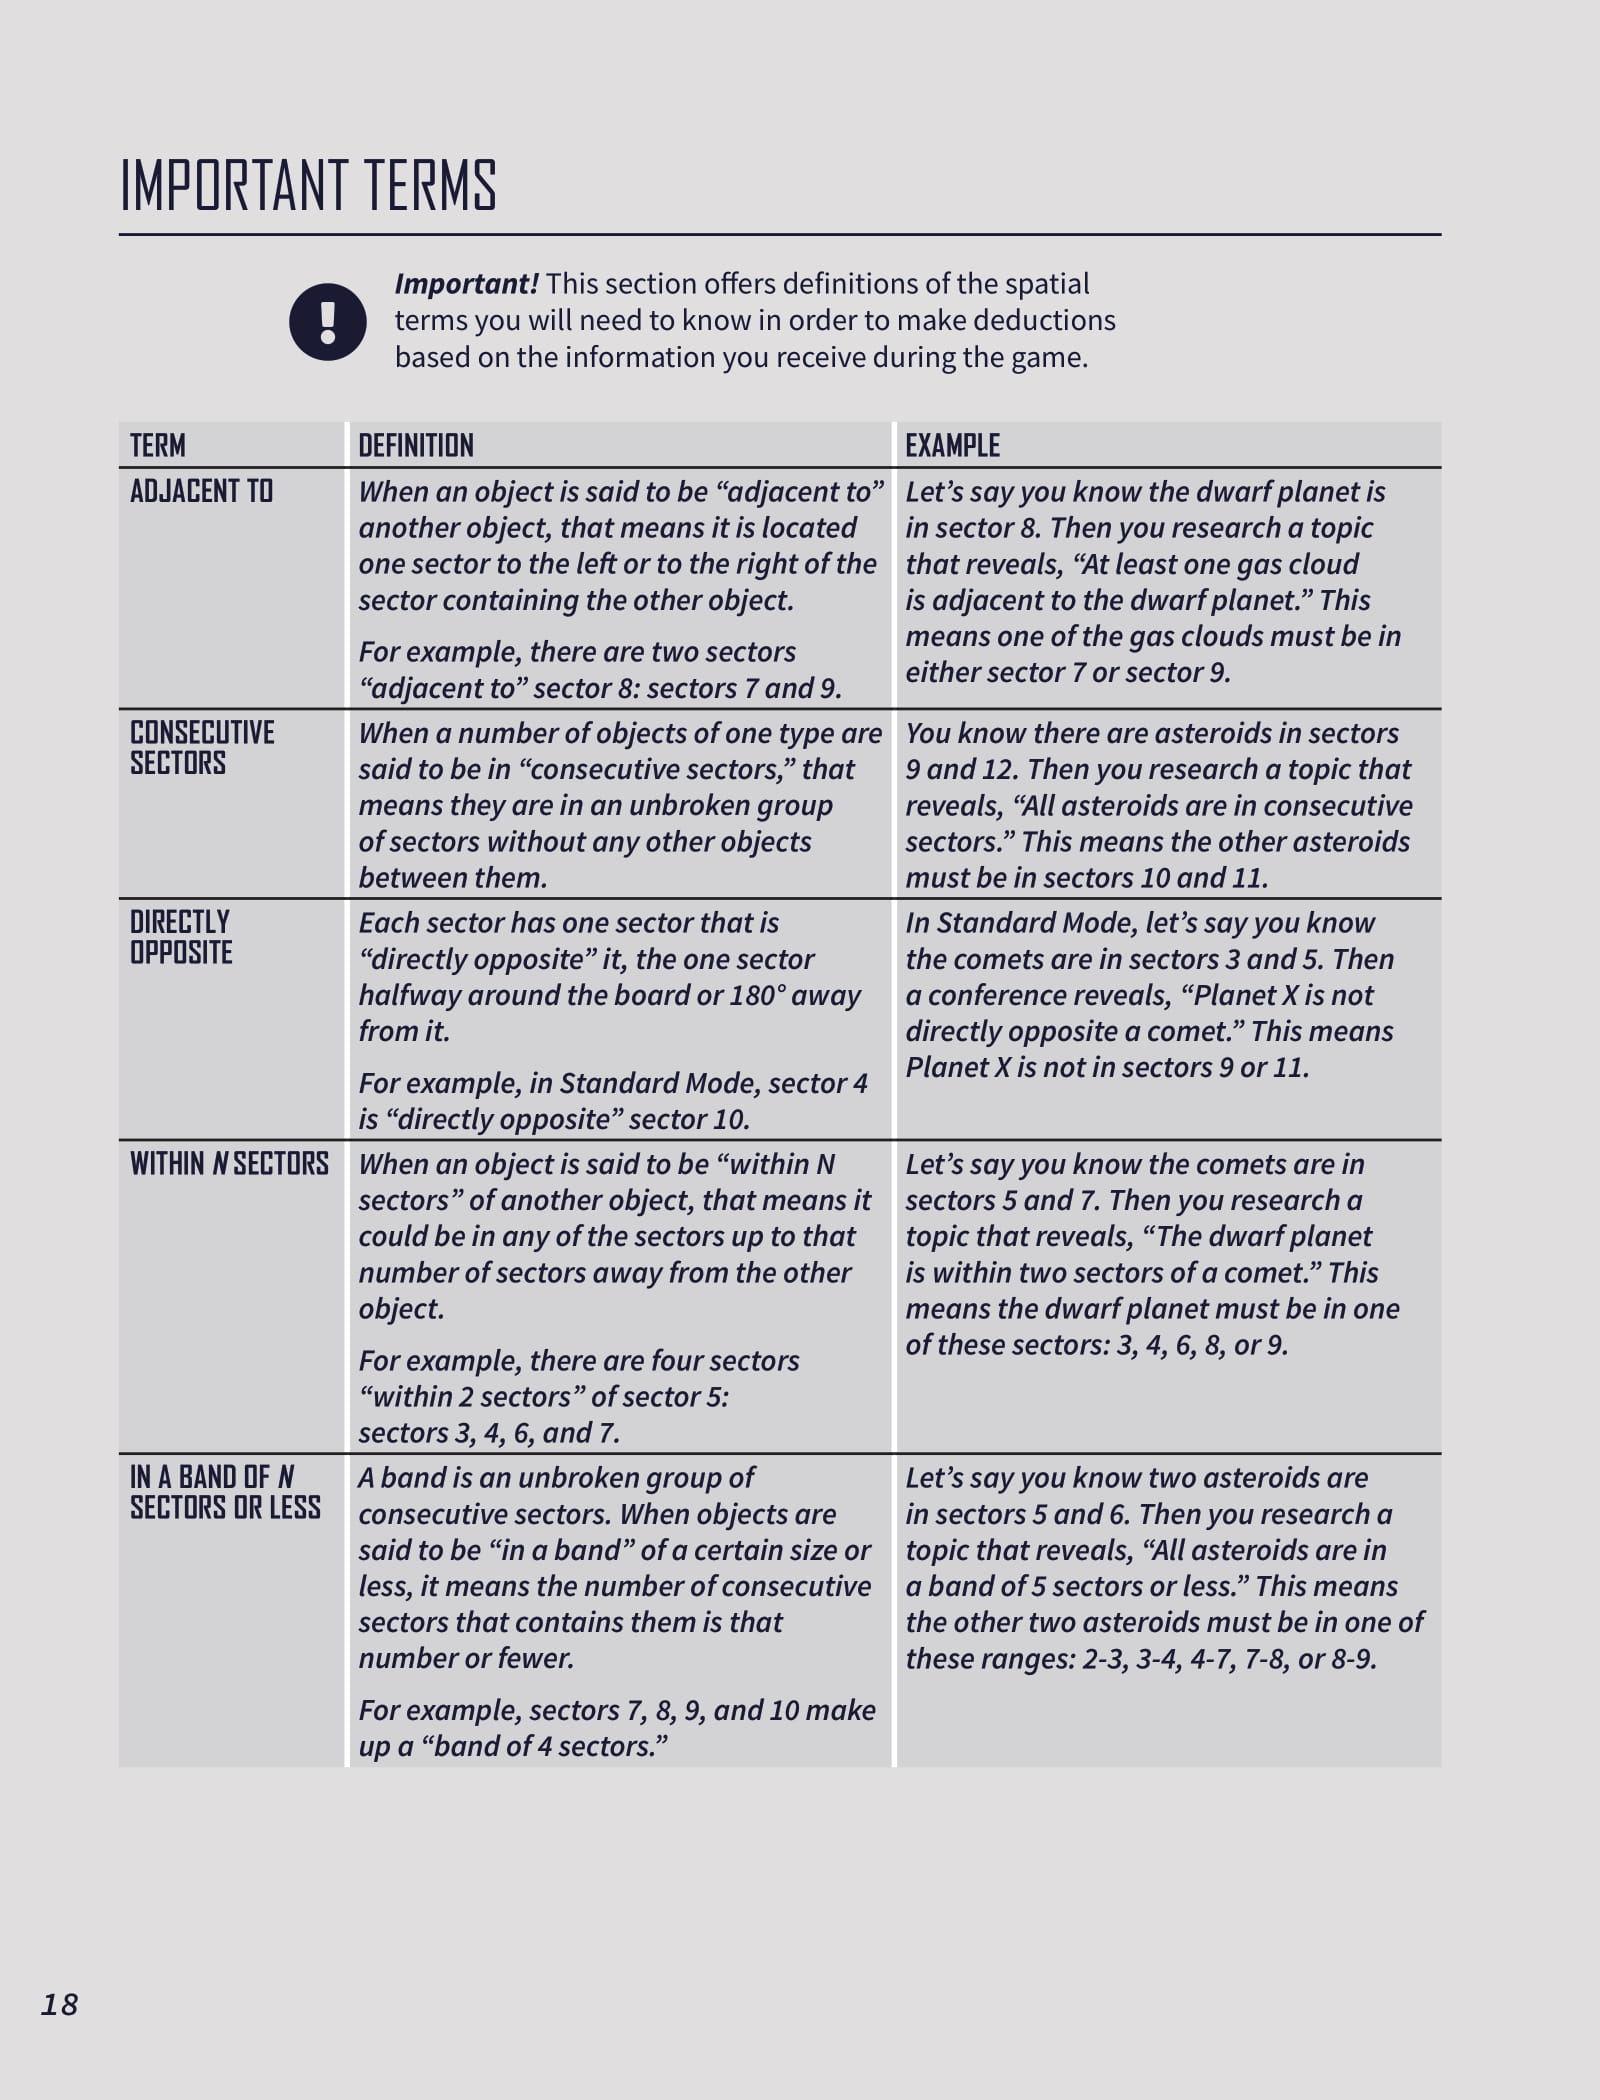 IMPORTANT TERMS
Important! This section offers definitions of the spatial
terms you will need to know in order to make deductions
based on the information you receive during the game.
TERM
DEFINITION
EXAMPLE
ADJACENT TO
When an object is said to be “adjacent to”
another object, that means it is located
one sector to the left or to the right of the
sector containing the other object.
For example, there are two sectors
“adjacent to” sector 8: sectors 7 and 9.
Let’s say you know the dwarf planet is
in sector 8. Then you research a topic
that reveals, “At least one gas cloud
is adjacent to the dwarf planet.” This
means one of the gas clouds must be in
either sector 7 or sector 9.
CONSECUTIVE
SECTORS
When a number of objects of one type are
said to be in “consecutive sectors,” that
means they are in an unbroken group
of sectors without any other objects
between them.
You know there are asteroids in sectors
9 and 12. Then you research a topic that
reveals, “All asteroids are in consecutive
sectors.” This means the other asteroids
must be in sectors 10 and 11.
DIRECTLY
OPPOSITE
Each sector has one sector that is
“directly opposite” it, the one sector
halfway around the board or 180° away
from it.
For example, in Standard Mode, sector 4
is “directly opposite” sector 10.
In Standard Mode, let’s say you know
the comets are in sectors 3 and 5. Then
a conference reveals, “Planet X is not
directly opposite a comet.” This means
Planet X is not in sectors 9 or 11.
WITHIN N SECTORS
When an object is said to be “within N
sectors” of another object, that means it
could be in any of the sectors up to that
number of sectors away from the other
object.
For example, there are four sectors
“within 2 sectors” of sector 5:
sectors 3, 4, 6, and 7.
Let’s say you know the comets are in
sectors 5 and 7. Then you research a
topic that reveals, “The dwarf planet
is within two sectors of a comet.” This
means the dwarf planet must be in one
of these sectors: 3, 4, 6, 8, or 9.
IN A BAND OF N
SECTORS OR LESS
A band is an unbroken group of
consecutive sectors. When objects are
said to be “in a band” of a certain size or
less, it means the number of consecutive
sectors that contains them is that
number or fewer.
For example, sectors 7, 8, 9, and 10 make
up a “band of 4 sectors.”
Let’s say you know two asteroids are
in sectors 5 and 6. Then you research a
topic that reveals, “All asteroids are in
a band of 5 sectors or less.” This means
the other two asteroids must be in one of
these ranges: 2-3, 3-4, 4-7, 7-8, or 8-9.
18